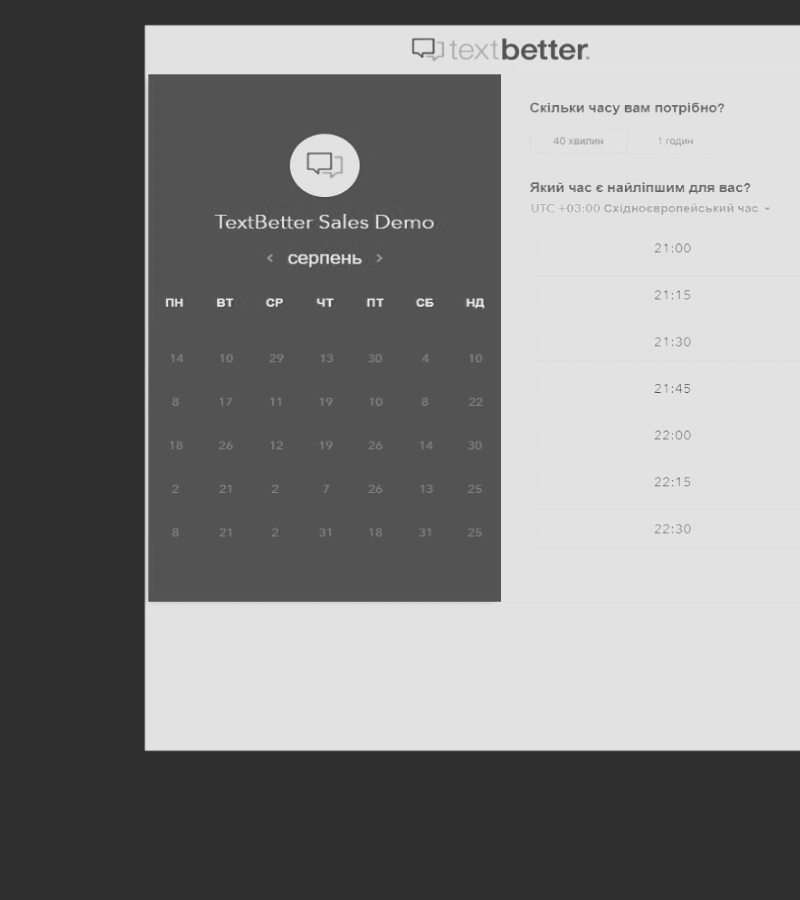 textbetter.
TextBetter Sales Demo
< серпень >
ПН ВТ СР ЧТ ПТ СБ НД
14 10 29 13 30 4 10
8 17 11 19 10 8 22
18 26 12 19 26 14 30
2 21 2 7 26 13 25
8 21 2 31 18 31 25
Скільки часу вам потрібно?
40 хвилин 1 годин
Який час є найліпшим для вас?
UTC +03:00 Східноєвропейський час
21:00
21:15
21:30
21:45
22:00
22:15
22:30